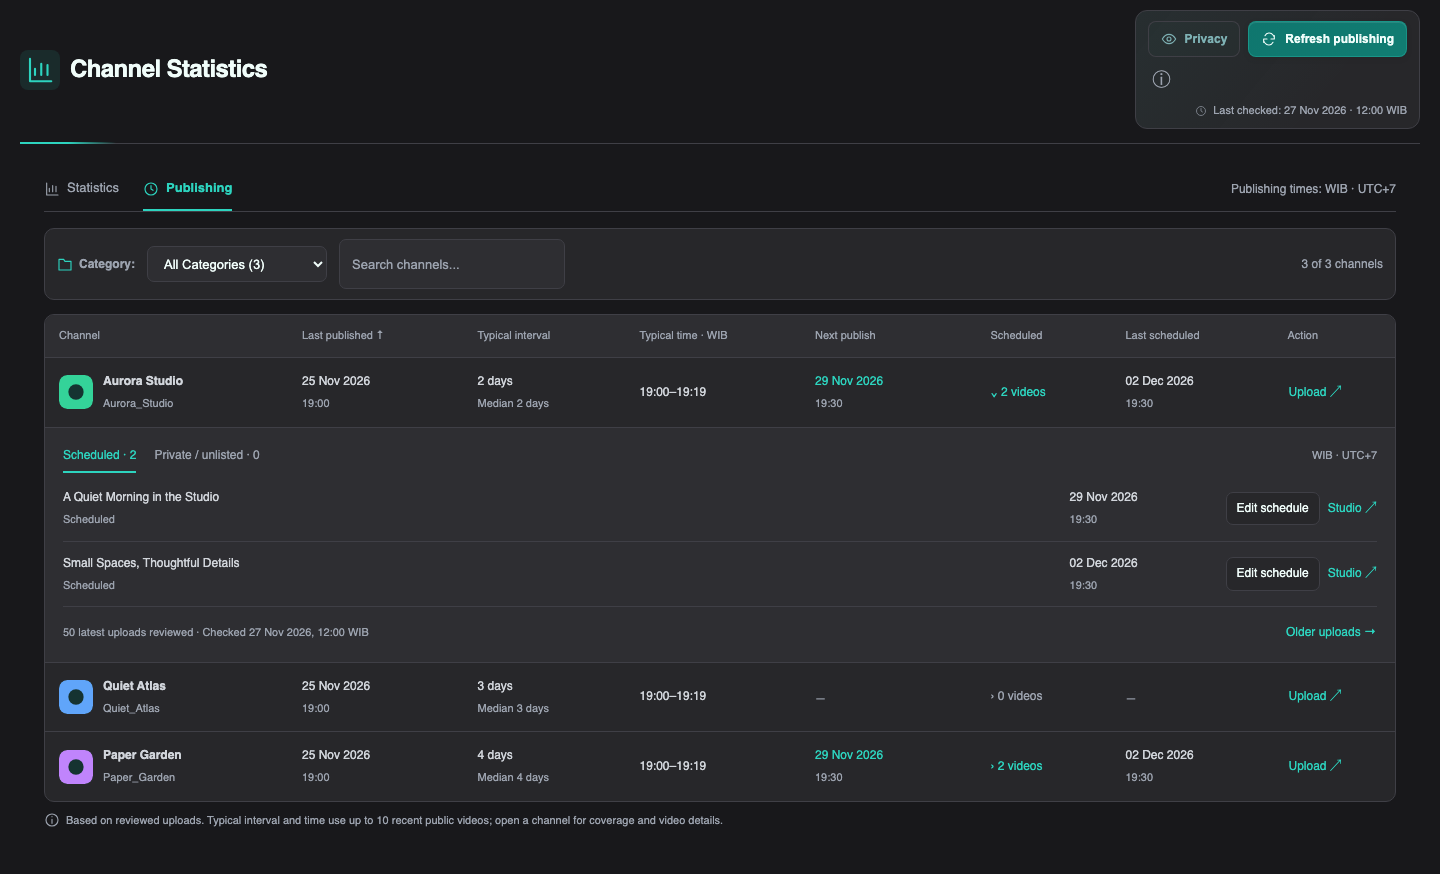 Privacy
Refresh publishing
Channel Statistics
Last checked: 27 Nov 2026 · 12:00 WIB
Statistics
Publishing
Publishing times: WIB · UTC+7
Category:
All Categories (3)
Search channels...
3 of 3 channels
Channel Last published ↑ Typical interval Typical time · WIB Next publish Scheduled Last scheduled Action
Aurora Studio 25 Nov 2026 2 days 29 Nov 2026 02 Dec 2026
19:00–19:19 2 videos Upload ↗
Aurora_Studio 19:00 Median 2 days 19:30 19:30
Scheduled · 2 Private / unlisted · 0 WIB · UTC+7
A Quiet Morning in the Studio 29 Nov 2026
Edit schedule Studio ↗
Scheduled 19:30
Small Spaces, Thoughtful Details 02 Dec 2026
Edit schedule Studio ↗
Scheduled 19:30
50 latest uploads reviewed · Checked 27 Nov 2026, 12:00 WIB Older uploads →
Quiet Atlas 25 Nov 2026 3 days
19:00–19:19 – › 0 videos – Upload ↗
Quiet_Atlas 19:00 Median 3 days
Paper Garden 25 Nov 2026 4 days 29 Nov 2026 02 Dec 2026
19:00–19:19 › 2 videos Upload ↗
Paper_Garden 19:00 Median 4 days 19:30 19:30
Based on reviewed uploads. Typical interval and time use up to 10 recent public videos; open a channel for coverage and video details.